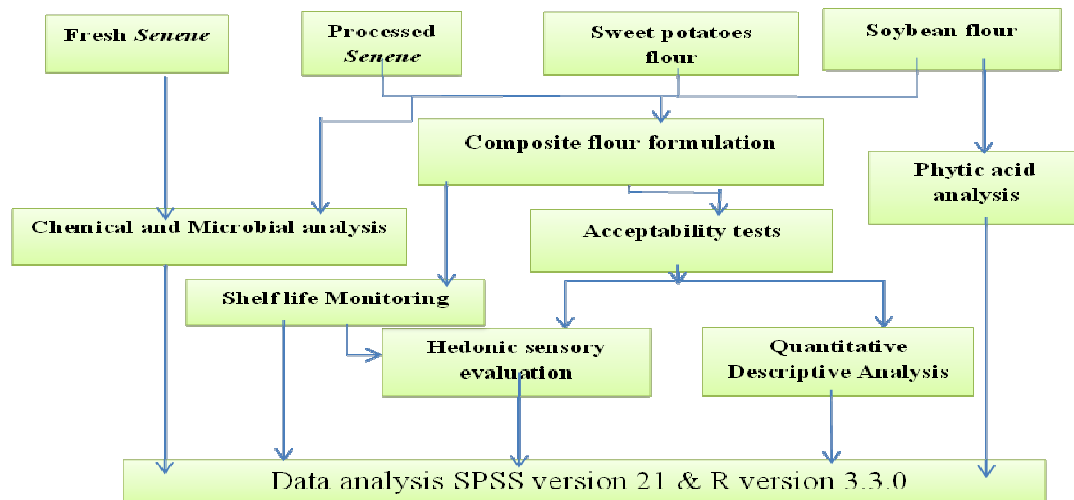 Fresh Senene
Processed
Senene
Sweet potatoes
flour
Soybean flour
Composite flour formulation
Phytic acid
analysis
Chemical and Microbial analysis
Acceptability tests
Shelf life Monitoring
Hedonic sensory
evaluation
Quantitative
Descriptive Analysis
Data analysis SPSS version 21 & R version 3.3.0